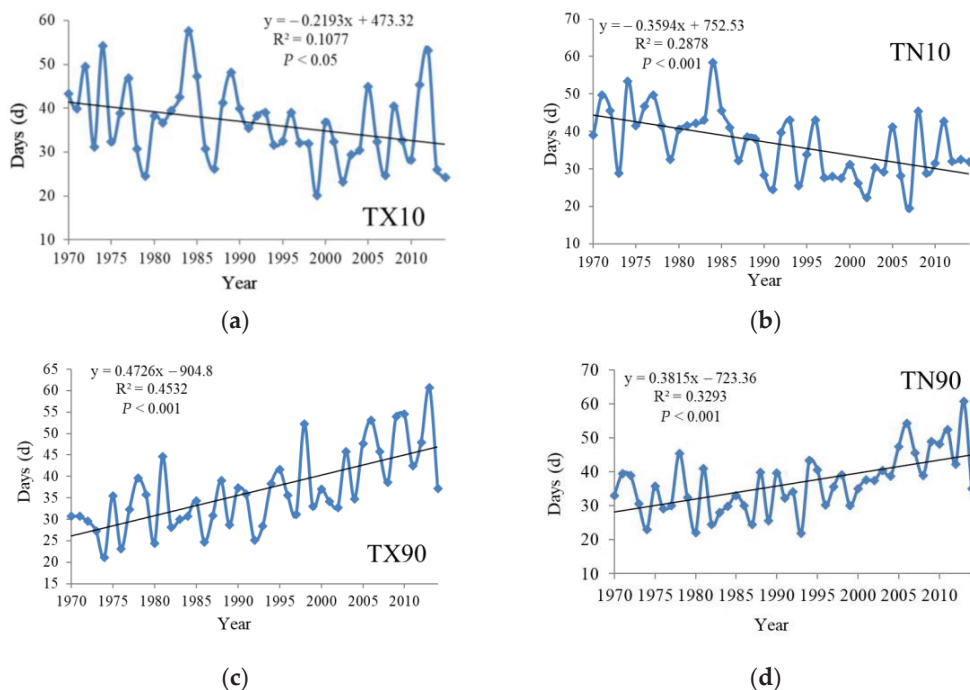 y = – 0.2193x + 473.32
R² = 0.1077
P < 0.05
60
50
40
30
20
10
Days (d)
TX10
1970 1975 1980 1985 1990 1995 2000 2005 2010
Year
(a)
y = – 0.3594x + 752.53
R² = 0.2878
P < 0.001
TN10
70
60
50
40
30
20
10
Days (d)
1970 1975 1980 1985 1990 1995 2000 2005 2010
Year
(b)
y = 0.4726x – 904.8
R² = 0.4532
P < 0.001
65
60
55
50
45
40
35
30
25
20
15
Days (d)
TX90
1970 1975 1980 1985 1990 1995 2000 2005 2010
Year
(c)
y = 0.3815x – 723.36
R² = 0.3293
P < 0.001
TN90
70
60
50
40
30
20
10
Days (d)
1970 1975 1980 1985 1990 1995 2000 2005 2010
Year
(d)